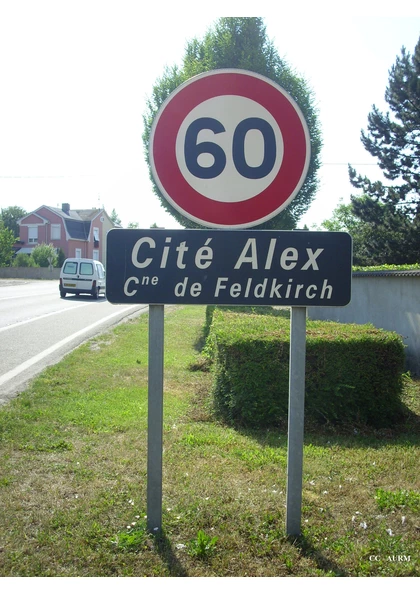 60
Cité Alex
Cne de Feldkirch
CC - AURM